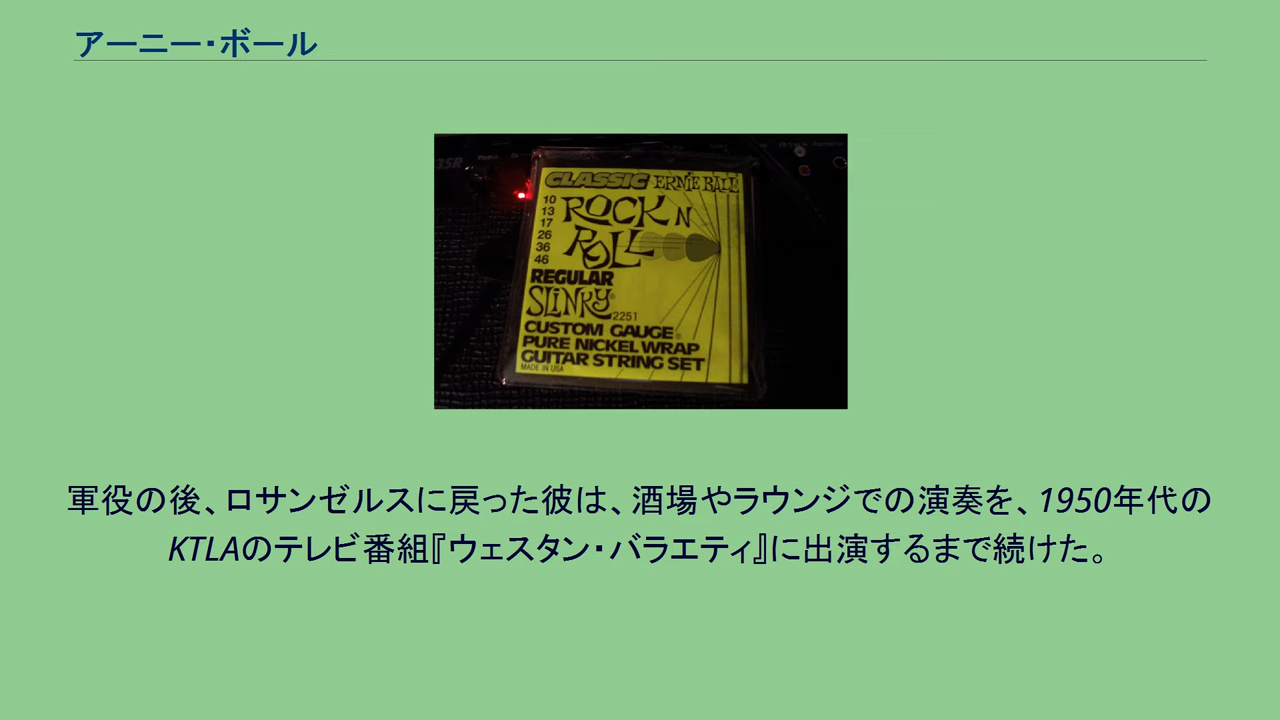 アーニー・ボール
35R
CLASSIC ERNIE BALL
10
13
17
26
36
46
ROCK N
ROLL
REGULAR
SLINKY®
2251
CUSTOM GAUGE®
PURE NICKEL WRAP
GUITAR STRING SET
MADE IN USA
軍役の後、ロサンゼルスに戻った彼は、酒場やラウンジでの演奏を、1950年代の
KTLAのテレビ番組『ウェスタン・バラエティ』に出演するまで続けた。